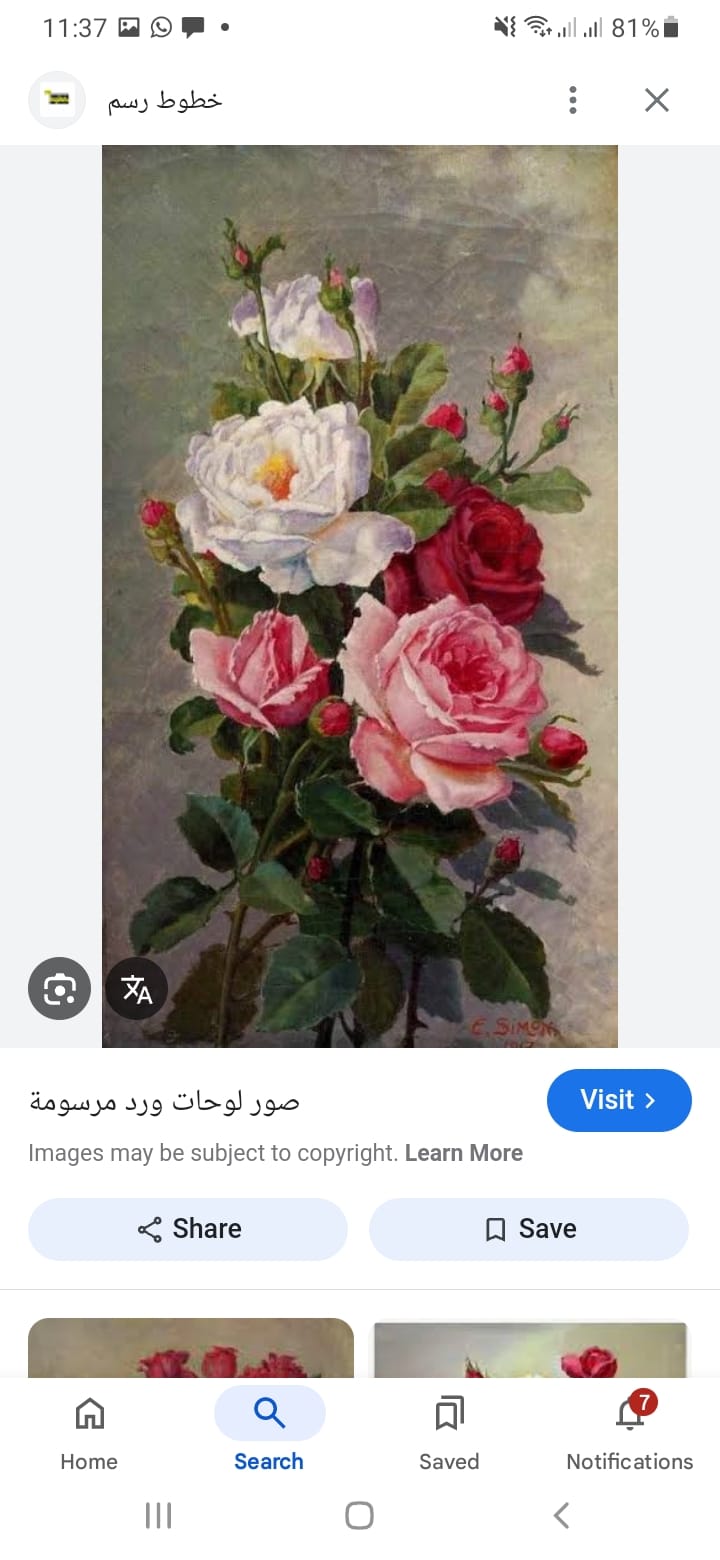 11:37
81%
خطوط رسم
E. Simon
صور لوحات ورد مرسومة
Visit
Images may be subject to copyright. Learn More
Share
Save
7
Home
Search
Saved
Notifications